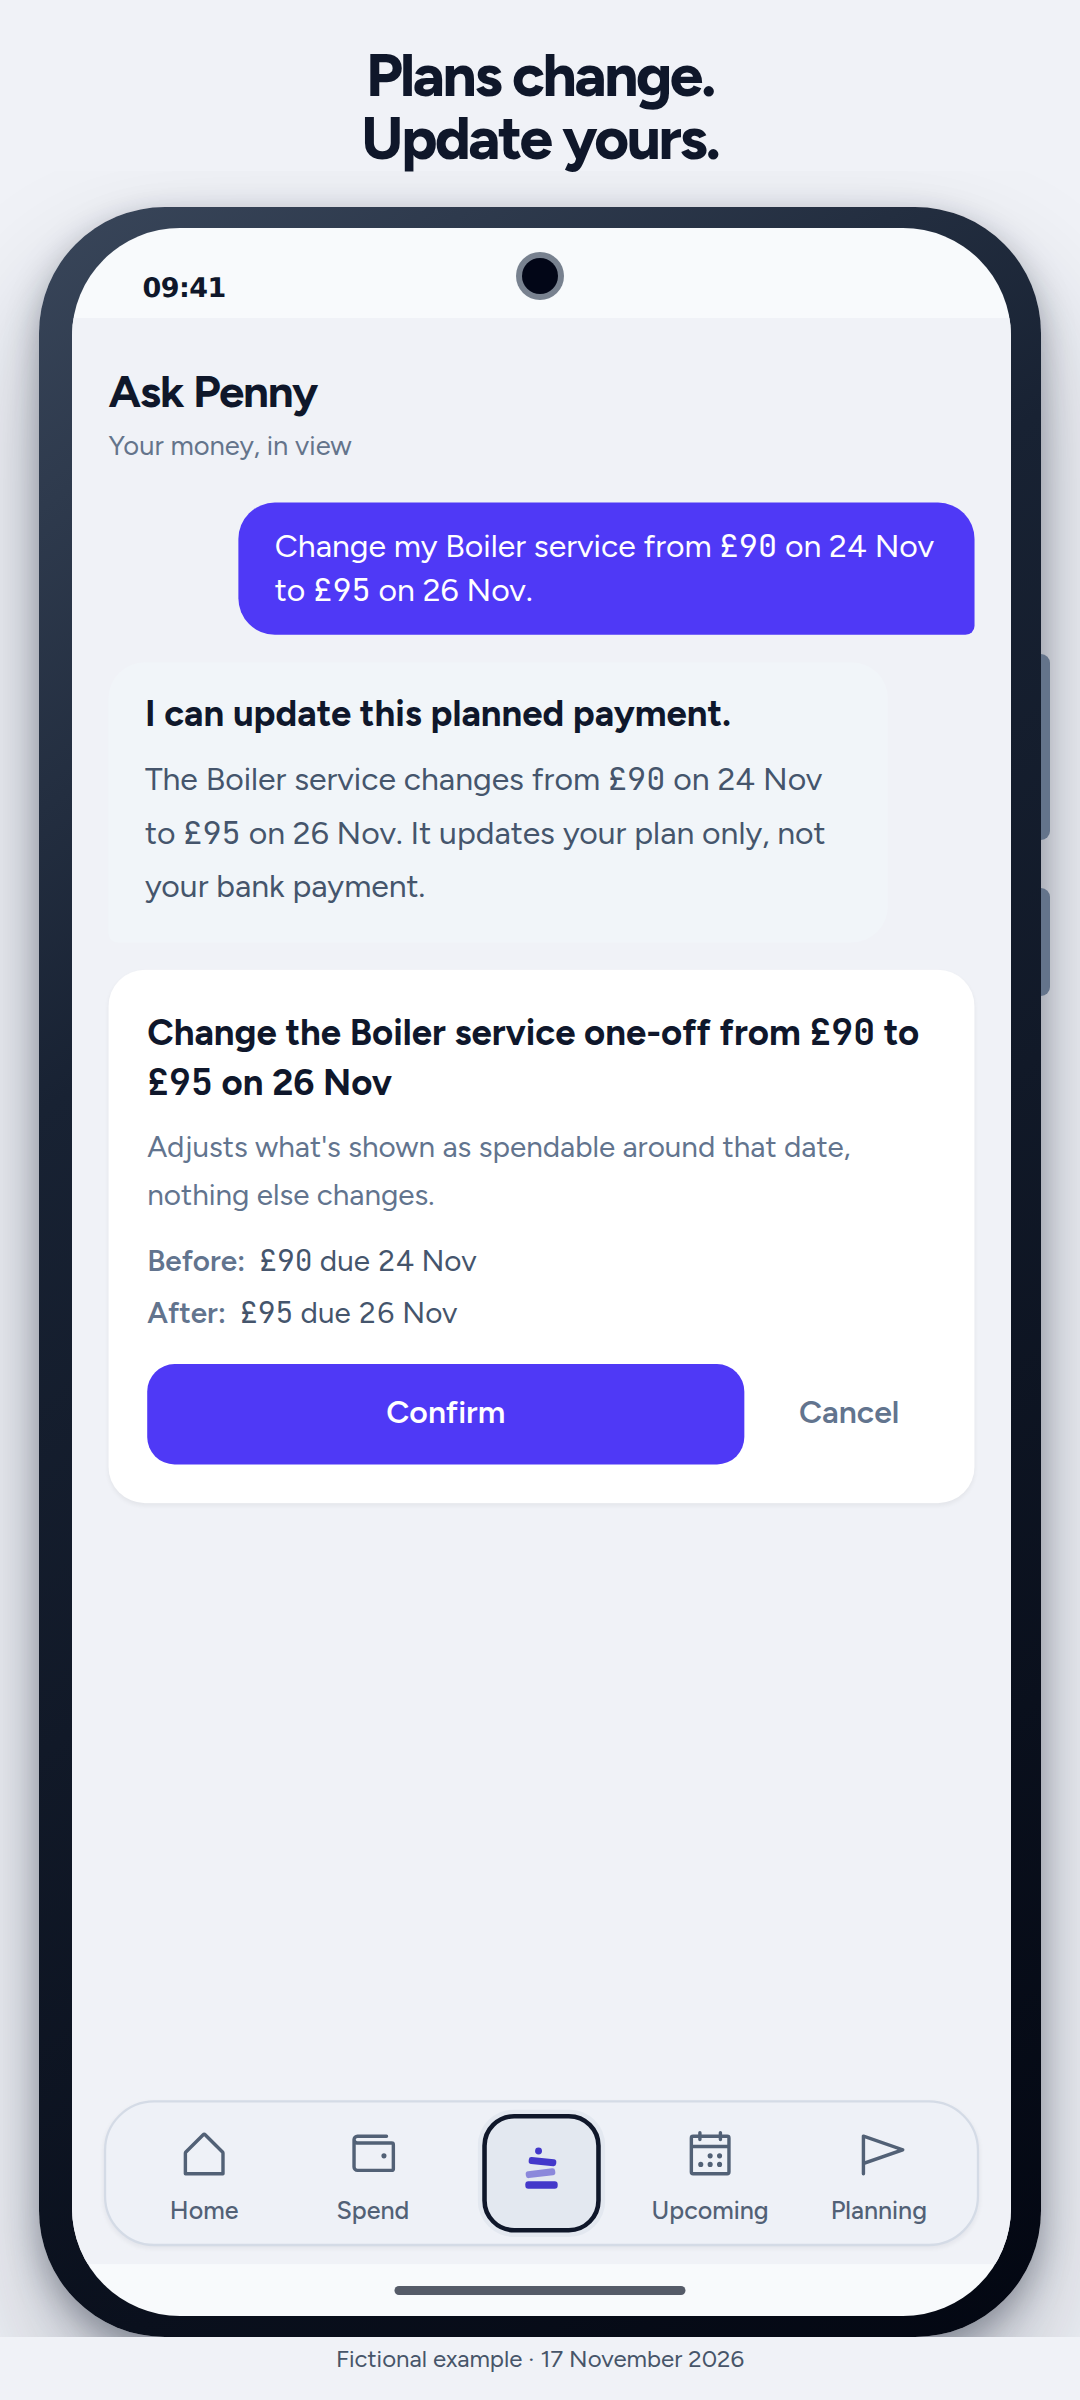 Plans change.
Update yours.
09:41
Ask Penny
Your money, in view
Change my Boiler service from £90 on 24 Nov
to £95 on 26 Nov.
I can update this planned payment.
The Boiler service changes from £90 on 24 Nov
to £95 on 26 Nov. It updates your plan only, not
your bank payment.
Change the Boiler service one-off from £90 to
£95 on 26 Nov
Adjusts what's shown as spendable around that date,
nothing else changes.
Before: £90 due 24 Nov
After: £95 due 26 Nov
Confirm
Cancel
Home
Spend
Upcoming
Planning
Fictional example · 17 November 2026